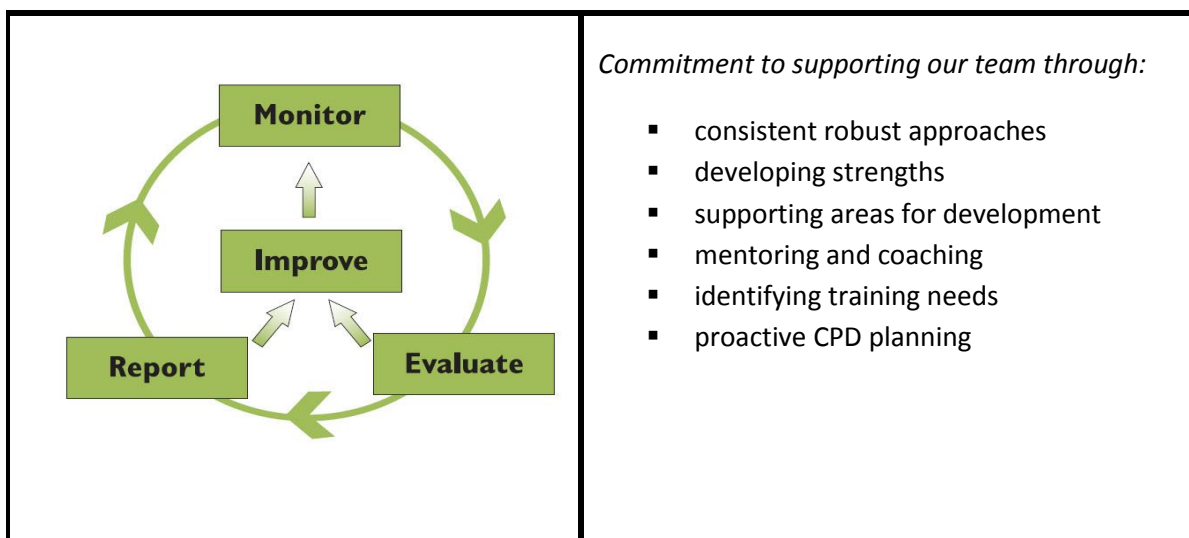 Monitor
Improve
Report
Evaluate
Commitment to supporting our team through:
▪ consistent robust approaches
▪ developing strengths
▪ supporting areas for development
▪ mentoring and coaching
▪ identifying training needs
▪ proactive CPD planning